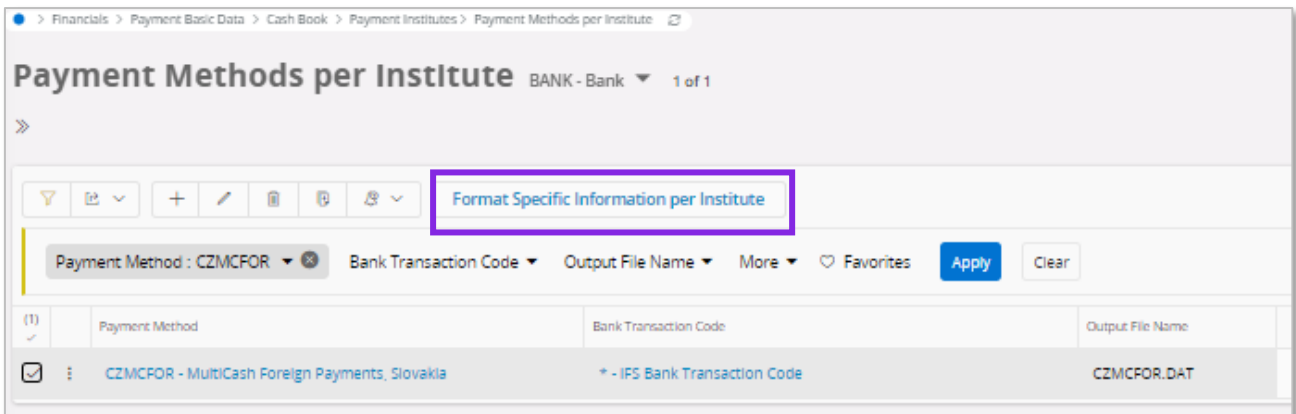 > Financials > Payment Basic Data > Cash Book > Payment Institutes > Payment Methods per Institute
Payment Methods per Institute BANK - Bank 1 of 1
Format Specific Information per Institute
Payment Method : CZMCFOR Bank Transaction Code Output File Name More Favorites Apply Clear
(1) Payment Method Bank Transaction Code Output File Name
CZMCFOR - MultiCash Foreign Payments, Slovakia * - IFS Bank Transaction Code CZMCFOR.DAT